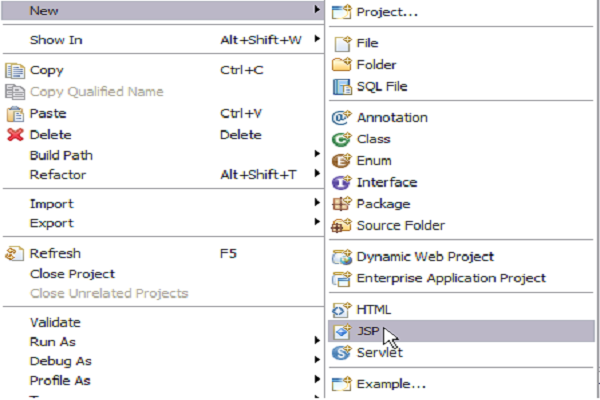 New
Show In Alt+Shift+W
Copy Ctrl+C
Copy Qualified Name
Paste Ctrl+V
Delete Delete
Build Path
Refactor Alt+Shift+T
Import
Export
Refresh F5
Close Project
Close Unrelated Projects
Validate
Run As
Debug As
Profile As
Project...
File
Folder
SQL File
Annotation
Class
Enum
Interface
Package
Source Folder
Dynamic Web Project
Enterprise Application Project
HTML
JSP
Servlet
Example...